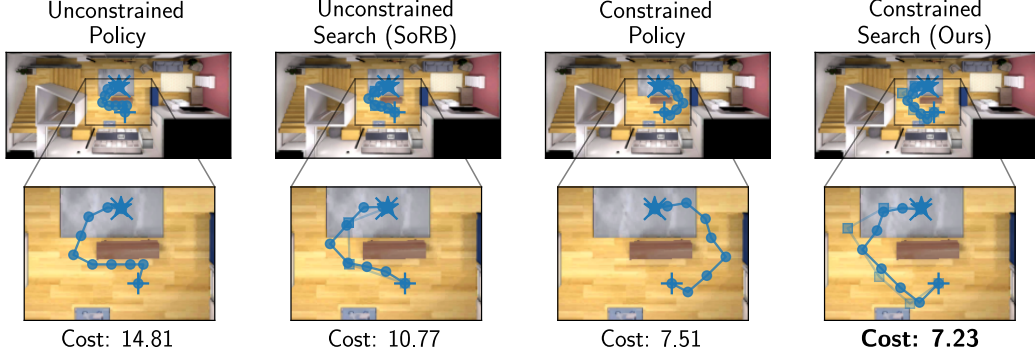 Unconstrained
Policy
Unconstrained
Search (SoRB)
Constrained
Policy
Constrained
Search (Ours)
Cost: 14.81
Cost: 10.77
Cost: 7.51
Cost: 7.23